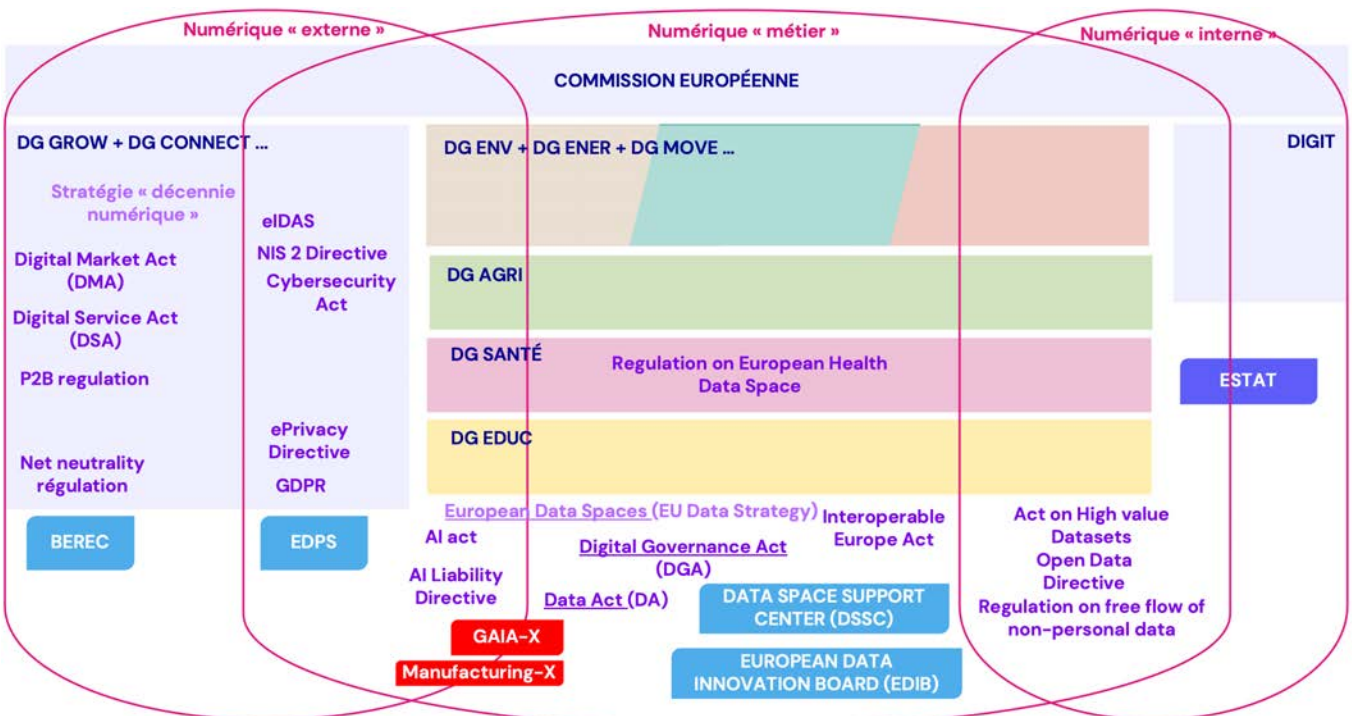 Numérique « externe »
Numérique « métier »
Numérique « interne »
COMMISSION EUROPÉENNE
DG GROW + DG CONNECT ...
Stratégie « décennie
numérique »
Digital Market Act
(DMA)
Digital Service Act
(DSA)
P2B regulation
Net neutrality
régulation
BEREC
eIDAS
NIS 2 Directive
Cybersecurity
Act
ePrivacy
Directive
GDPR
EDPS
DG ENV + DG ENER + DG MOVE ...
DG AGRI
DG SANTÉ
Regulation on European Health
Data Space
DG EDUC
European Data Spaces (EU Data Strategy)
AI act
AI Liability
Directive
Digital Governance Act
(DGA)
Data Act (DA)
Interoperable
Europe Act
GAIA-X
Manufacturing-X
DATA SPACE SUPPORT
CENTER (DSSC)
EUROPEAN DATA
INNOVATION BOARD (EDIB)
DIGIT
ESTAT
Act on High value
Datasets
Open Data
Directive
Regulation on free flow of
non-personal data